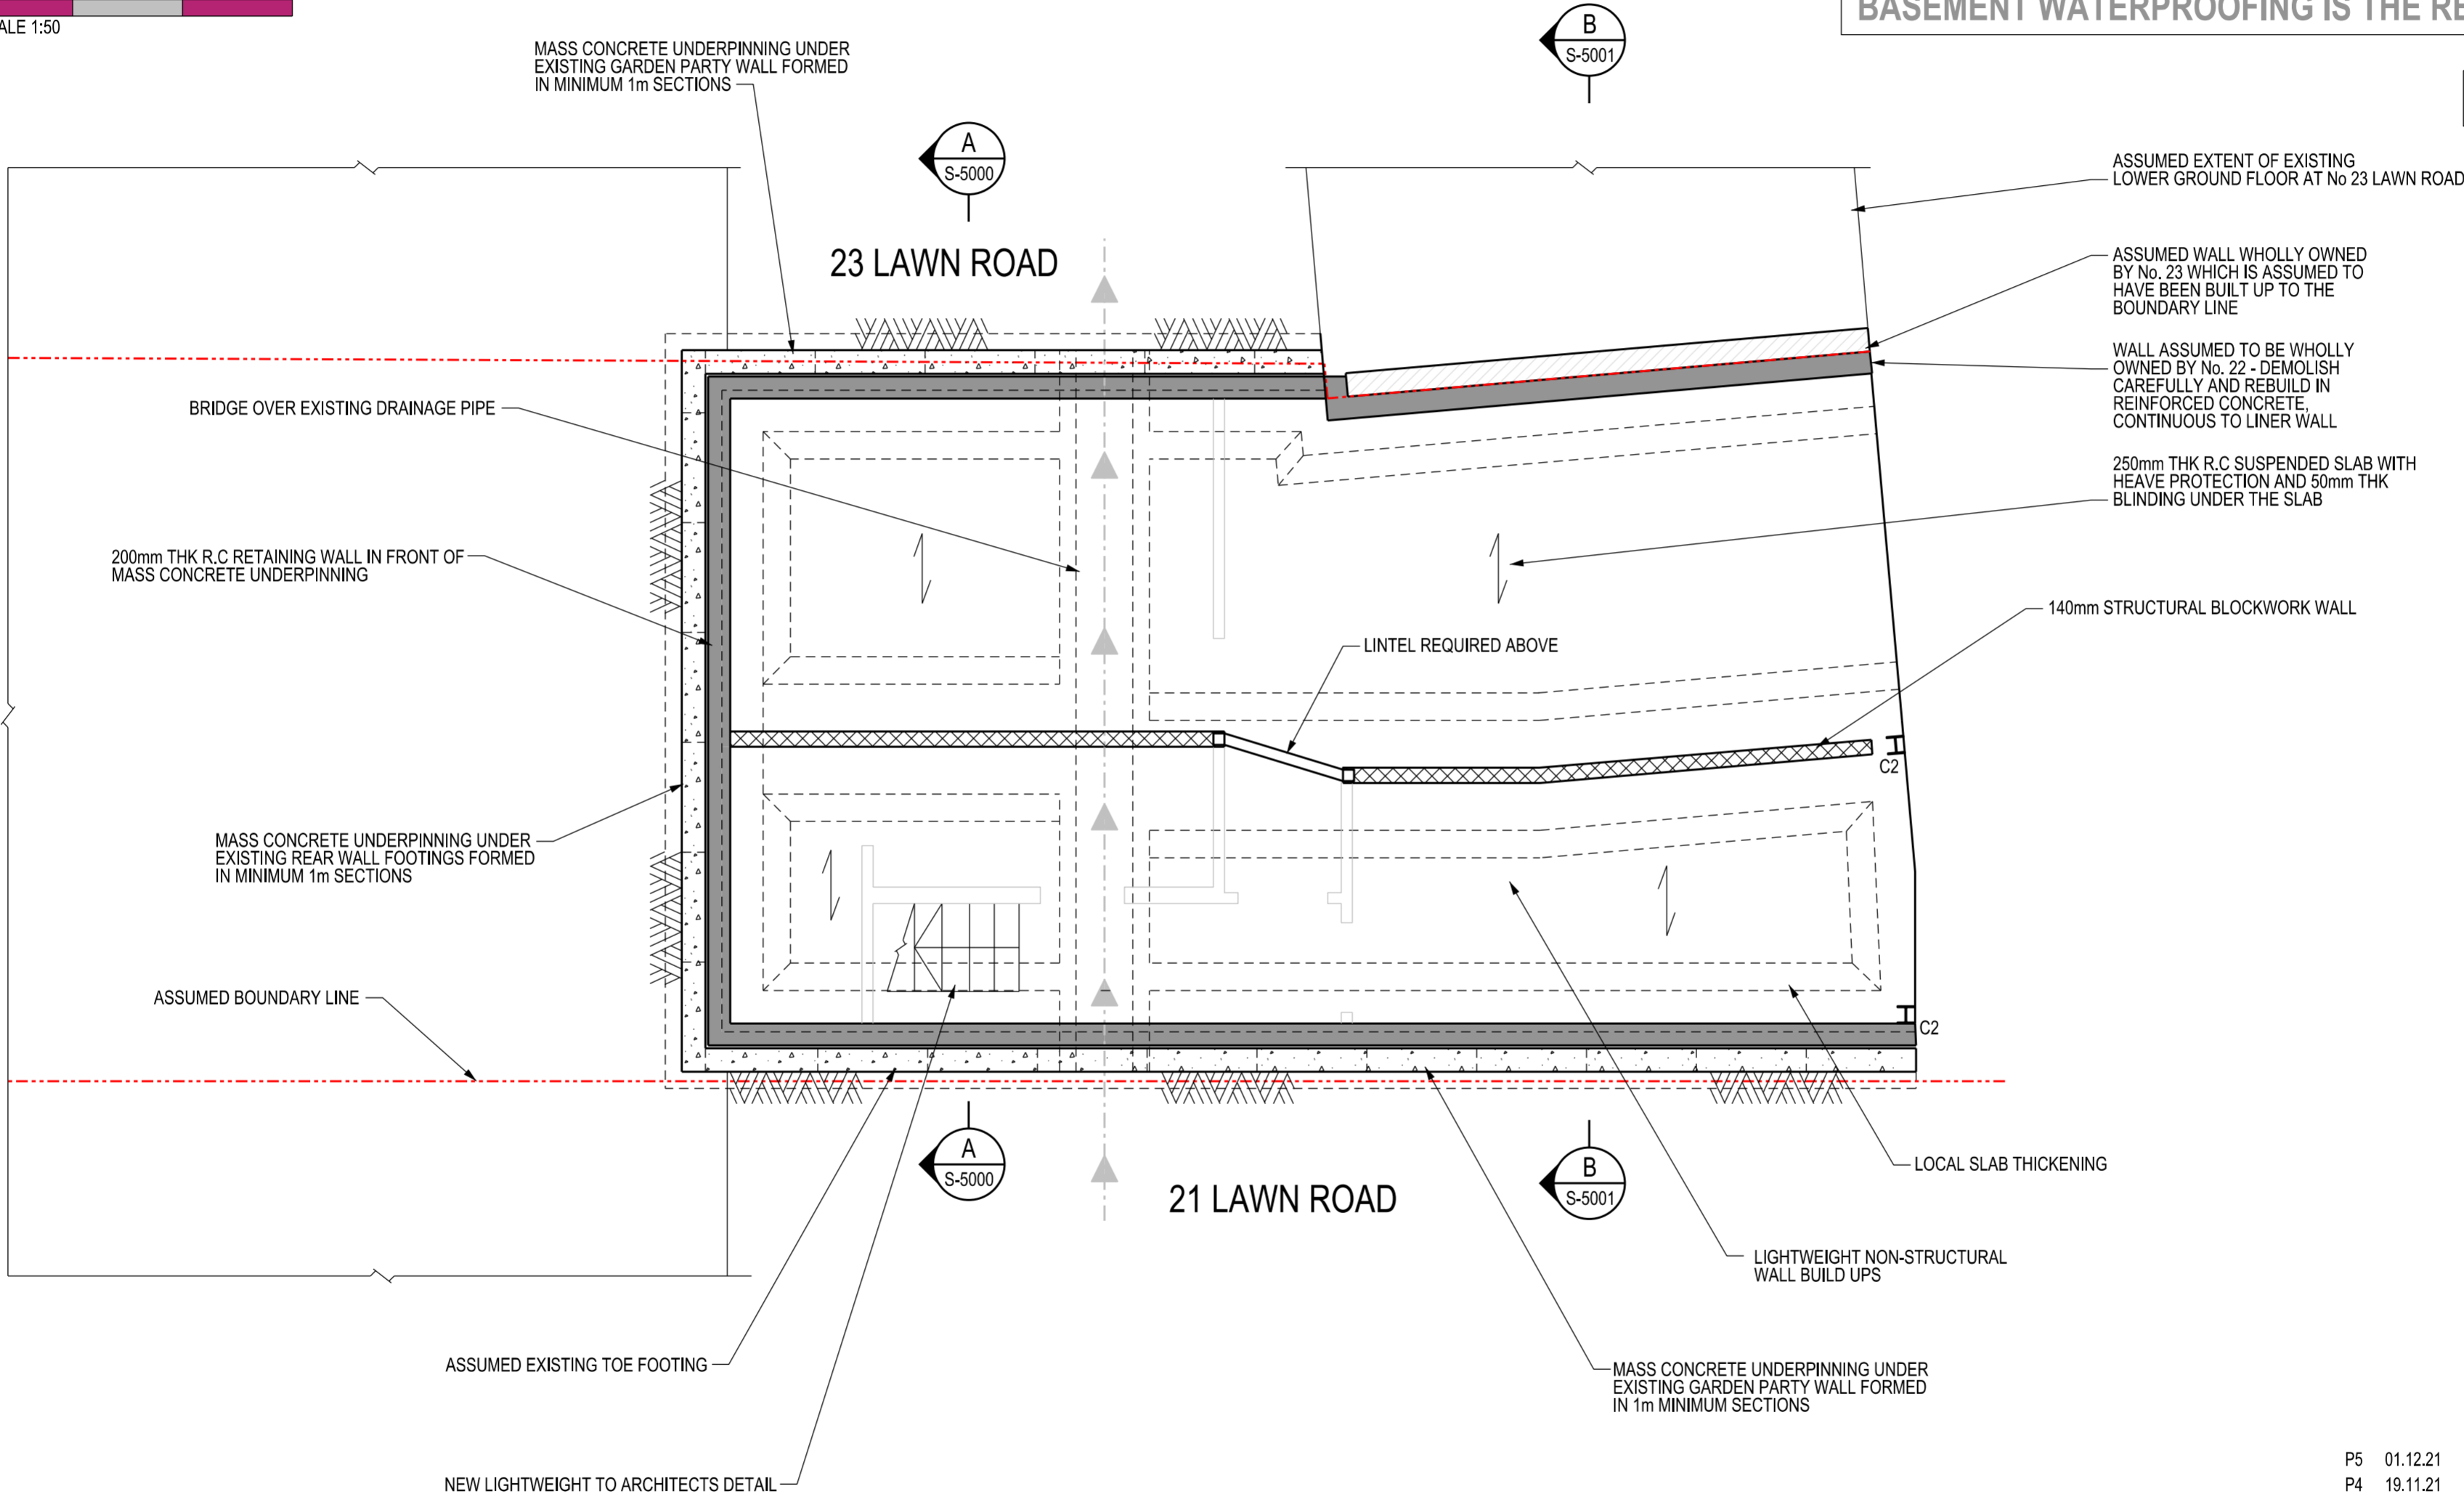 SCALE 1:50
BASEMENT WATERPROOFING IS THE
MASS CONCRETE UNDERPINNING UNDER
EXISTING GARDEN PARTY WALL FORMED
IN MINIMUM 1m SECTIONS
B
S-5001
A
S-5000
ASSUMED EXTENT OF EXISTING
LOWER GROUND FLOOR AT No 23 LAWN ROAD
23 LAWN ROAD
ASSUMED WALL WHOLLY OWNED
BY No. 23 WHICH IS ASSUMED TO
HAVE BEEN BUILT UP TO THE
BOUNDARY LINE
WALL ASSUMED TO BE WHOLLY
OWNED BY No. 22 - DEMOLISH
CAREFULLY AND REBUILD IN
REINFORCED CONCRETE,
CONTINUOUS TO LINER WALL
BRIDGE OVER EXISTING DRAINAGE PIPE
250mm THK R.C SUSPENDED SLAB WITH
HEAVE PROTECTION AND 50mm THK
BLINDING UNDER THE SLAB
200mm THK R.C RETAINING WALL IN FRONT OF
MASS CONCRETE UNDERPINNING
140mm STRUCTURAL BLOCKWORK WALL
LINTEL REQUIRED ABOVE
C2
MASS CONCRETE UNDERPINNING UNDER
EXISTING REAR WALL FOOTINGS FORMED
IN MINIMUM 1m SECTIONS
ASSUMED BOUNDARY LINE
C2
A
S-5000
B
S-5001
LOCAL SLAB THICKENING
21 LAWN ROAD
LIGHTWEIGHT NON-STRUCTURAL
WALL BUILD UPS
ASSUMED EXISTING TOE FOOTING
MASS CONCRETE UNDERPINNING UNDER
EXISTING GARDEN PARTY WALL FORMED
IN 1m MINIMUM SECTIONS
NEW LIGHTWEIGHT TO ARCHITECTS DETAIL
P5 01.12.21
P4 19.11.21